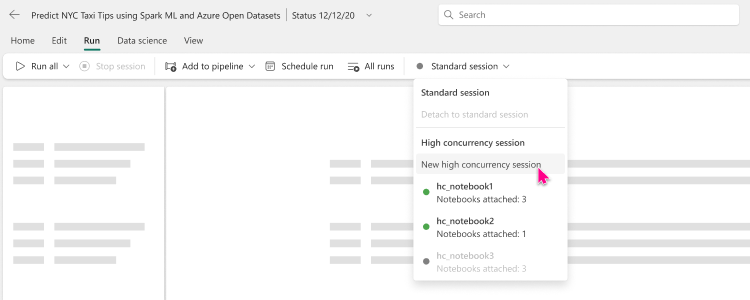 Predict NYC Taxi Tips using Spark ML and Azure Open Datasets | Status 12/12/20
Search
Home Edit Run Data science View
Run all Stop session Add to pipeline Schedule run All runs Standard session
Standard session
Detach to standard session
High concurrency session
New high concurrency session
hc_notebook1
Notebooks attached: 3
hc_notebook2
Notebooks attached: 1
hc_notebook3
Notebooks attached: 3